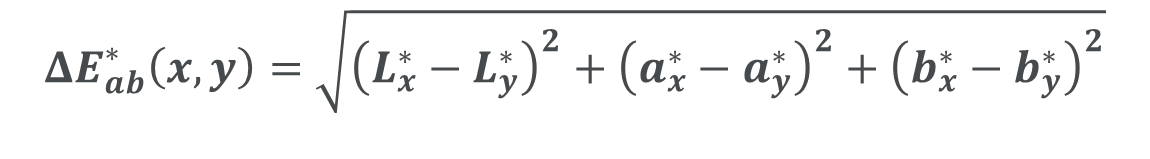 ΔE*ab(x, y) = √((L*x − L*y)² + (a*x − a*y)² + (b*x − b*y)²)